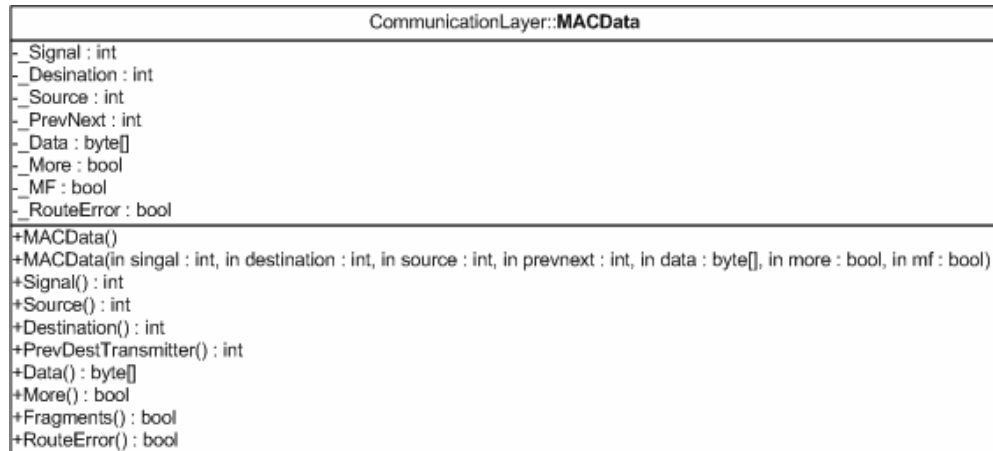 CommunicationLayer::MACData
-_Signal : int
-_Desination : int
-_Source : int
-_PrevNext : int
-_Data : byte[]
-_More : bool
-_MF : bool
-_RouteError : bool
+MACData()
+MACData(in singal : int, in destination : int, in source : int, in prevnext : int, in data : byte[], in more : bool, in mf : bool)
+Signal() : int
+Source() : int
+Destination() : int
+PrevDestTransmitter() : int
+Data() : byte[]
+More() : bool
+Fragments() : bool
+RouteError() : bool